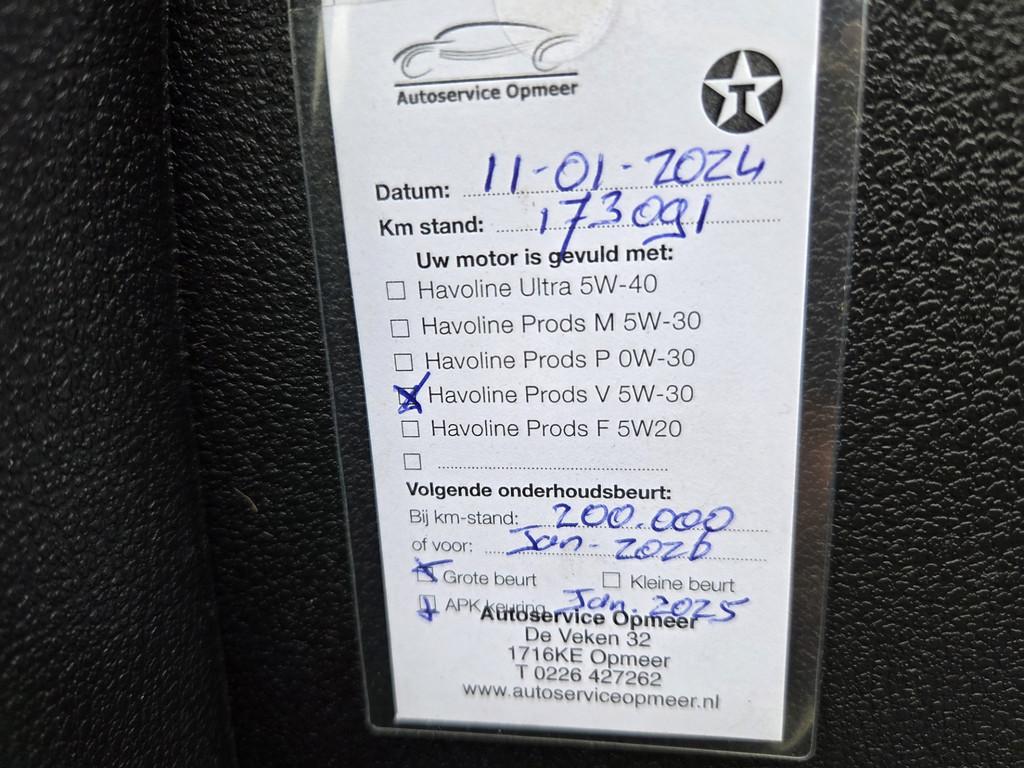 Autoservice Opmeer
T
Datum: 11-01-2024
Km stand: 173091
Uw motor is gevuld met:
Havoline Ultra 5W-40
Havoline Prods M 5W-30
Havoline Prods P 0W-30
Havoline Prods V 5W-30
Havoline Prods F 5W20
Volgende onderhoudsbeurt:
Bij km-stand: 200.000
of voor: Jan-2026
Grote beurt Kleine beurt
APK keuring Jan. 2025
Autoservice Opmeer
De Veken 32
1716KE Opmeer
T 0226 427262
www.autoserviceopmeer.nl